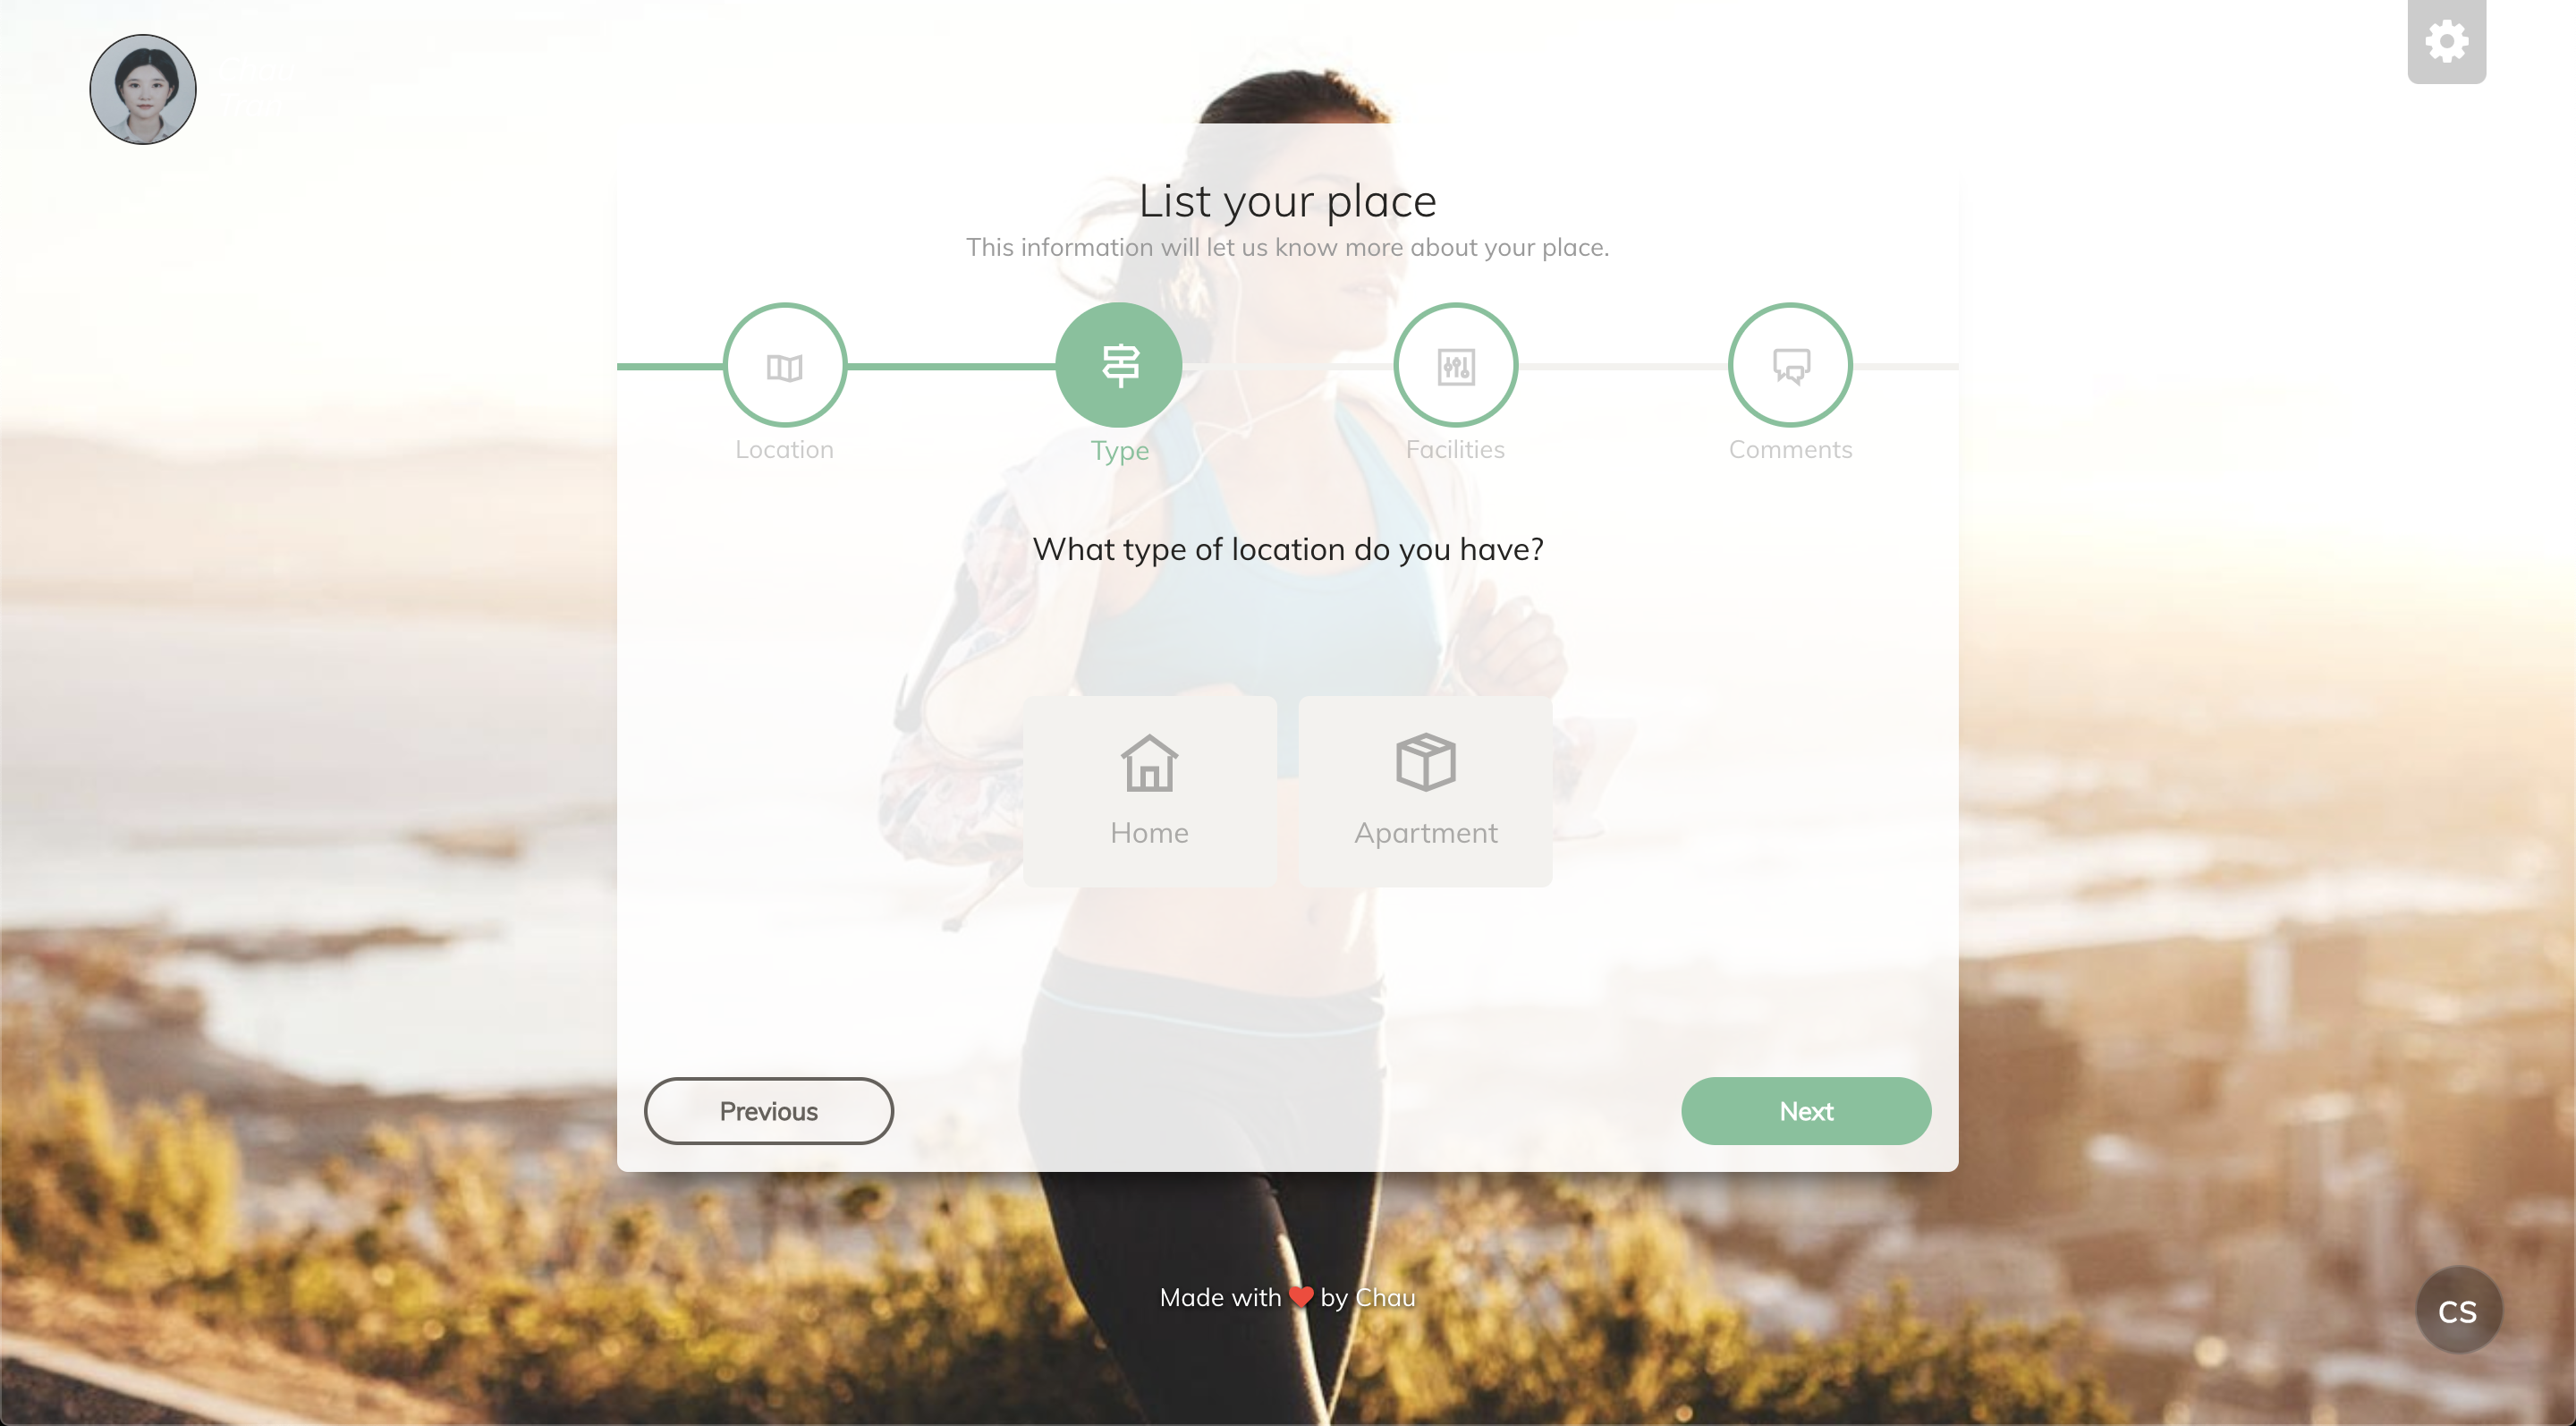 List your place
This information will let us know more about your place.
Location
Type
Facilities
Comments
What type of location do you have?
Home
Apartment
Previous
Next
Made with ❤️ by Chau
CS